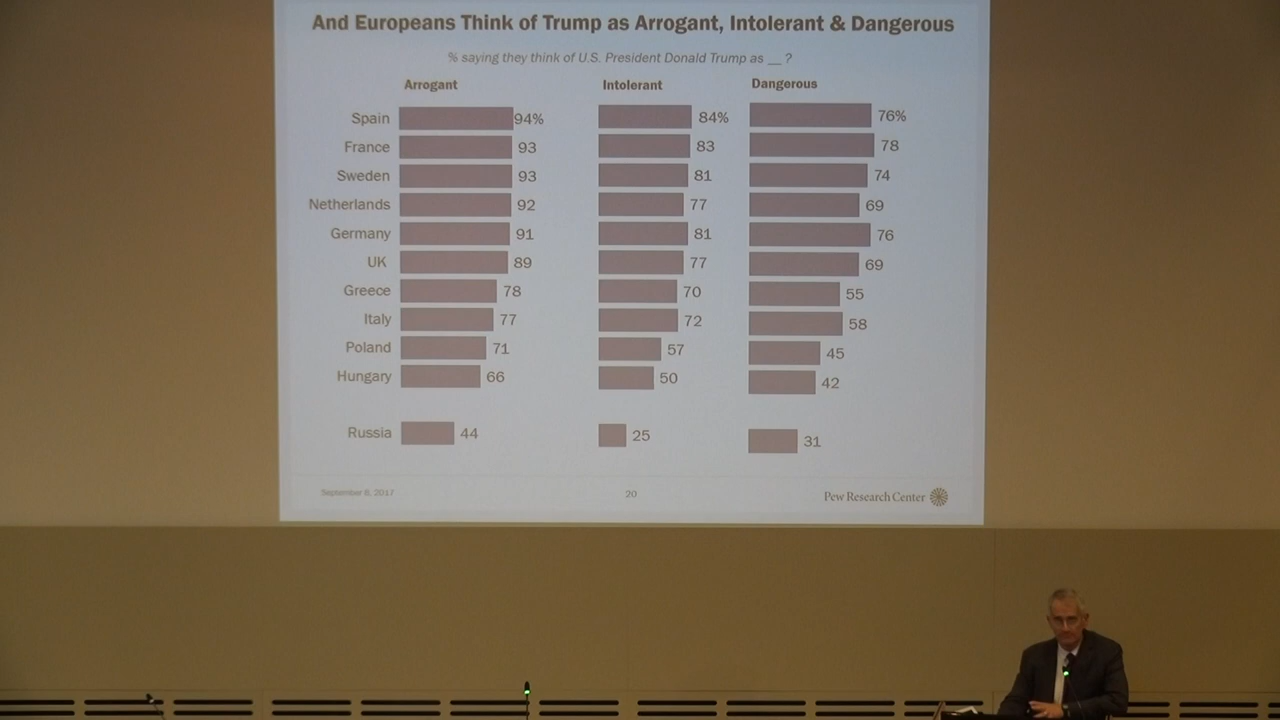 And Europeans Think of Trump as Arrogant, Intolerant & Dangerous
% saying they think of U.S. President Donald Trump as __ ?
Arrogant Intolerant Dangerous
Spain 94% 84% 76%
France 93 83 78
Sweden 93 81 74
Netherlands 92 77 69
Germany 91 81 76
UK 89 77 69
Greece 78 70 55
Italy 77 72 58
Poland 71 57 45
Hungary 66 50 42
Russia 44 25 31
September 8, 2017 20 Pew Research Center